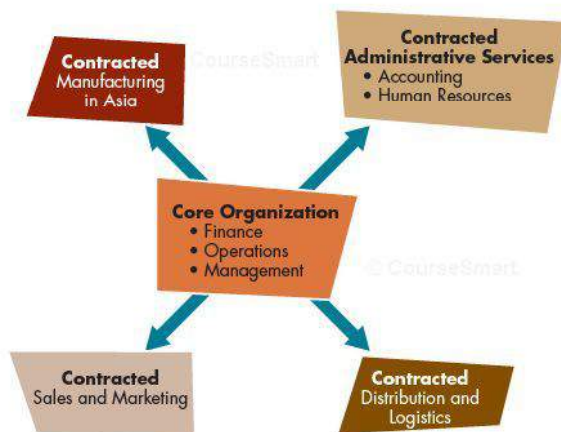 Contracted
Manufacturing
in Asia
CourseSmart
Contracted
Administrative Services
• Accounting
• Human Resources
Core Organization
• Finance
• Operations
• Management
© CourseSmart
Contracted
Sales and Marketing
Contracted
Distribution and
Logistics